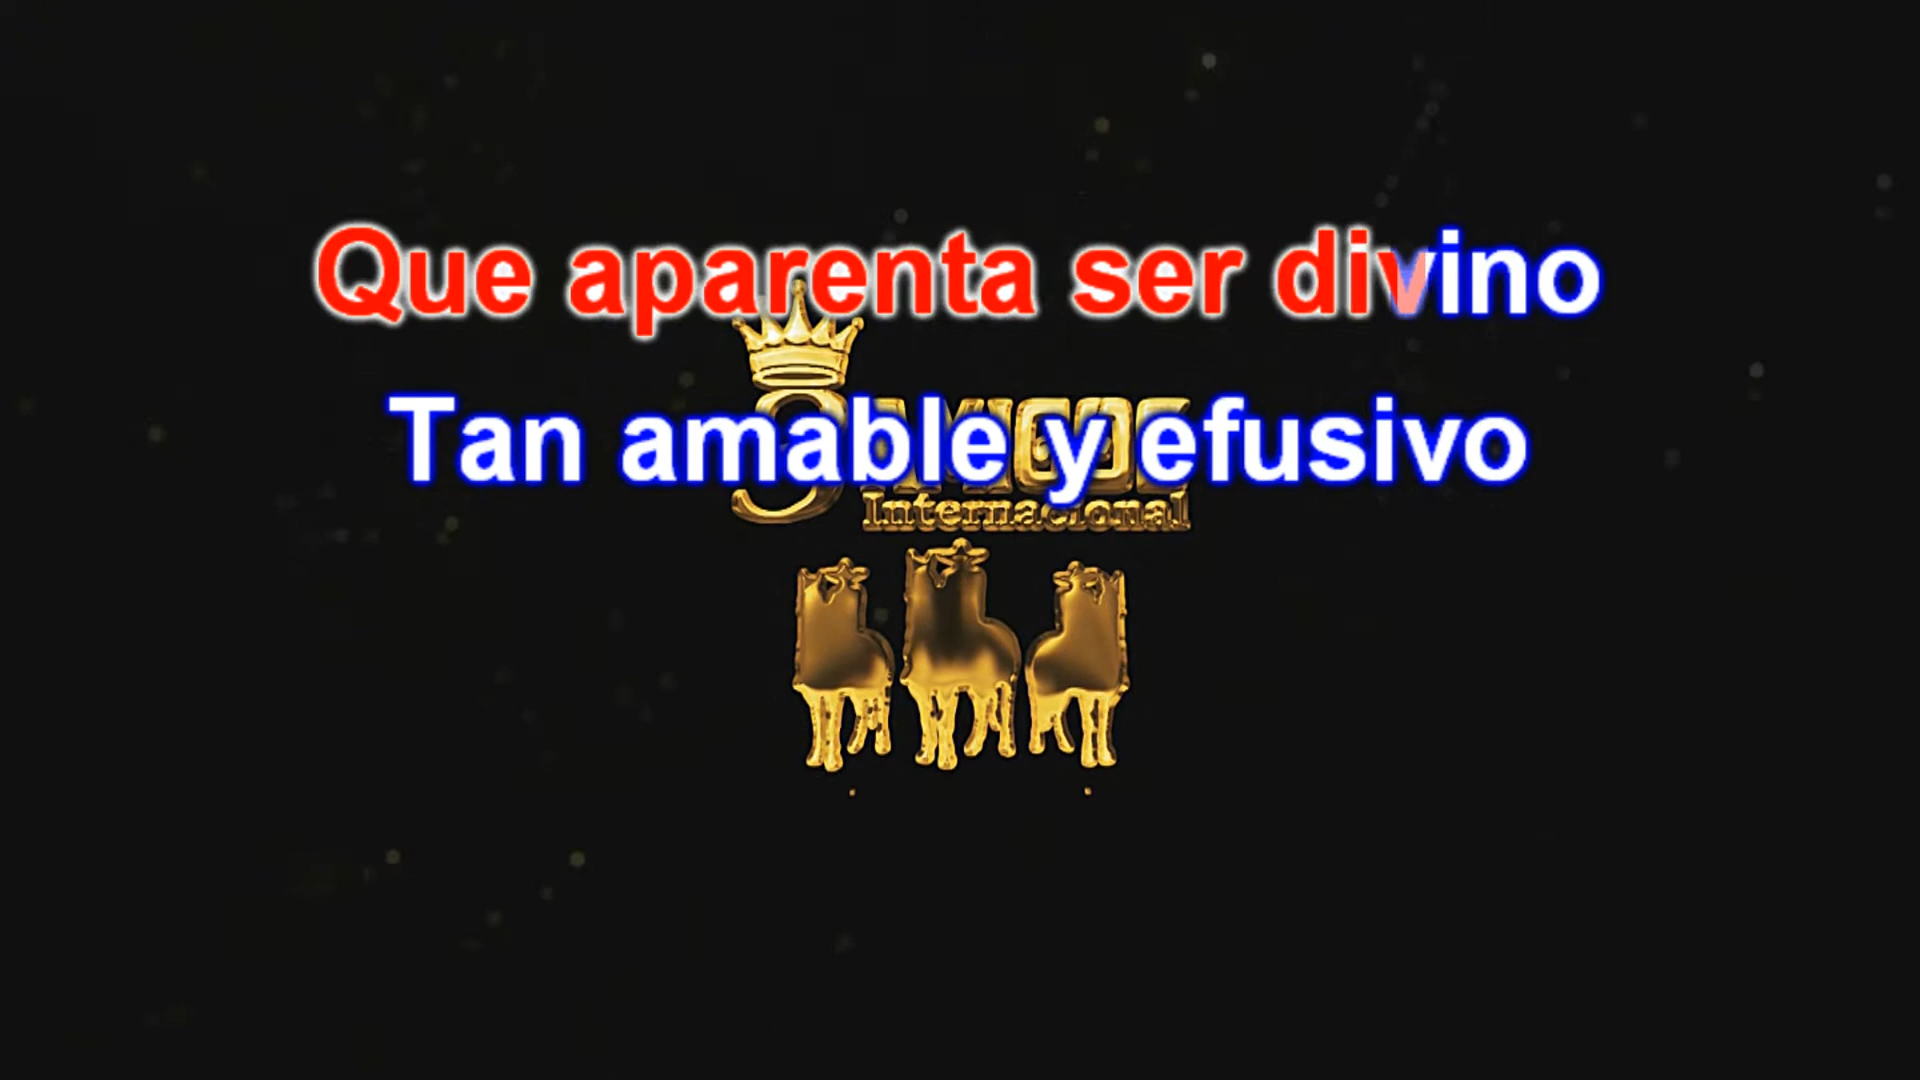 Que aparenta ser divino
Tan amable y efusivo
Internacional